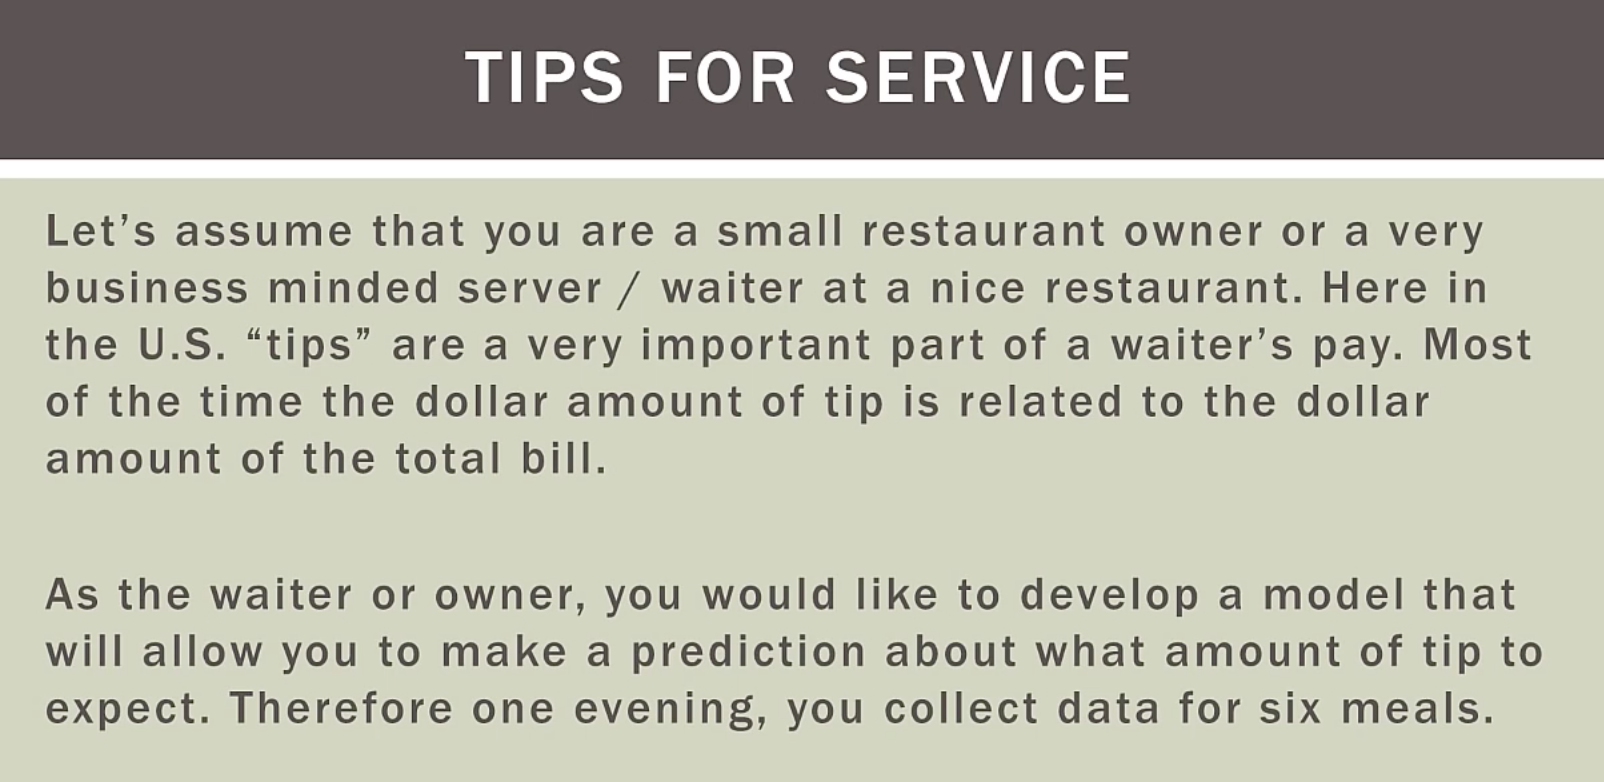 TIPS FOR SERVICE
Let’s assume that you are a small restaurant owner or a very
business minded server / waiter at a nice restaurant. Here in
the U.S. “tips” are a very important part of a waiter’s pay. Most
of the time the dollar amount of tip is related to the dollar
amount of the total bill.
As the waiter or owner, you would like to develop a model that
will allow you to make a prediction about what amount of tip to
expect. Therefore one evening, you collect data for six meals.